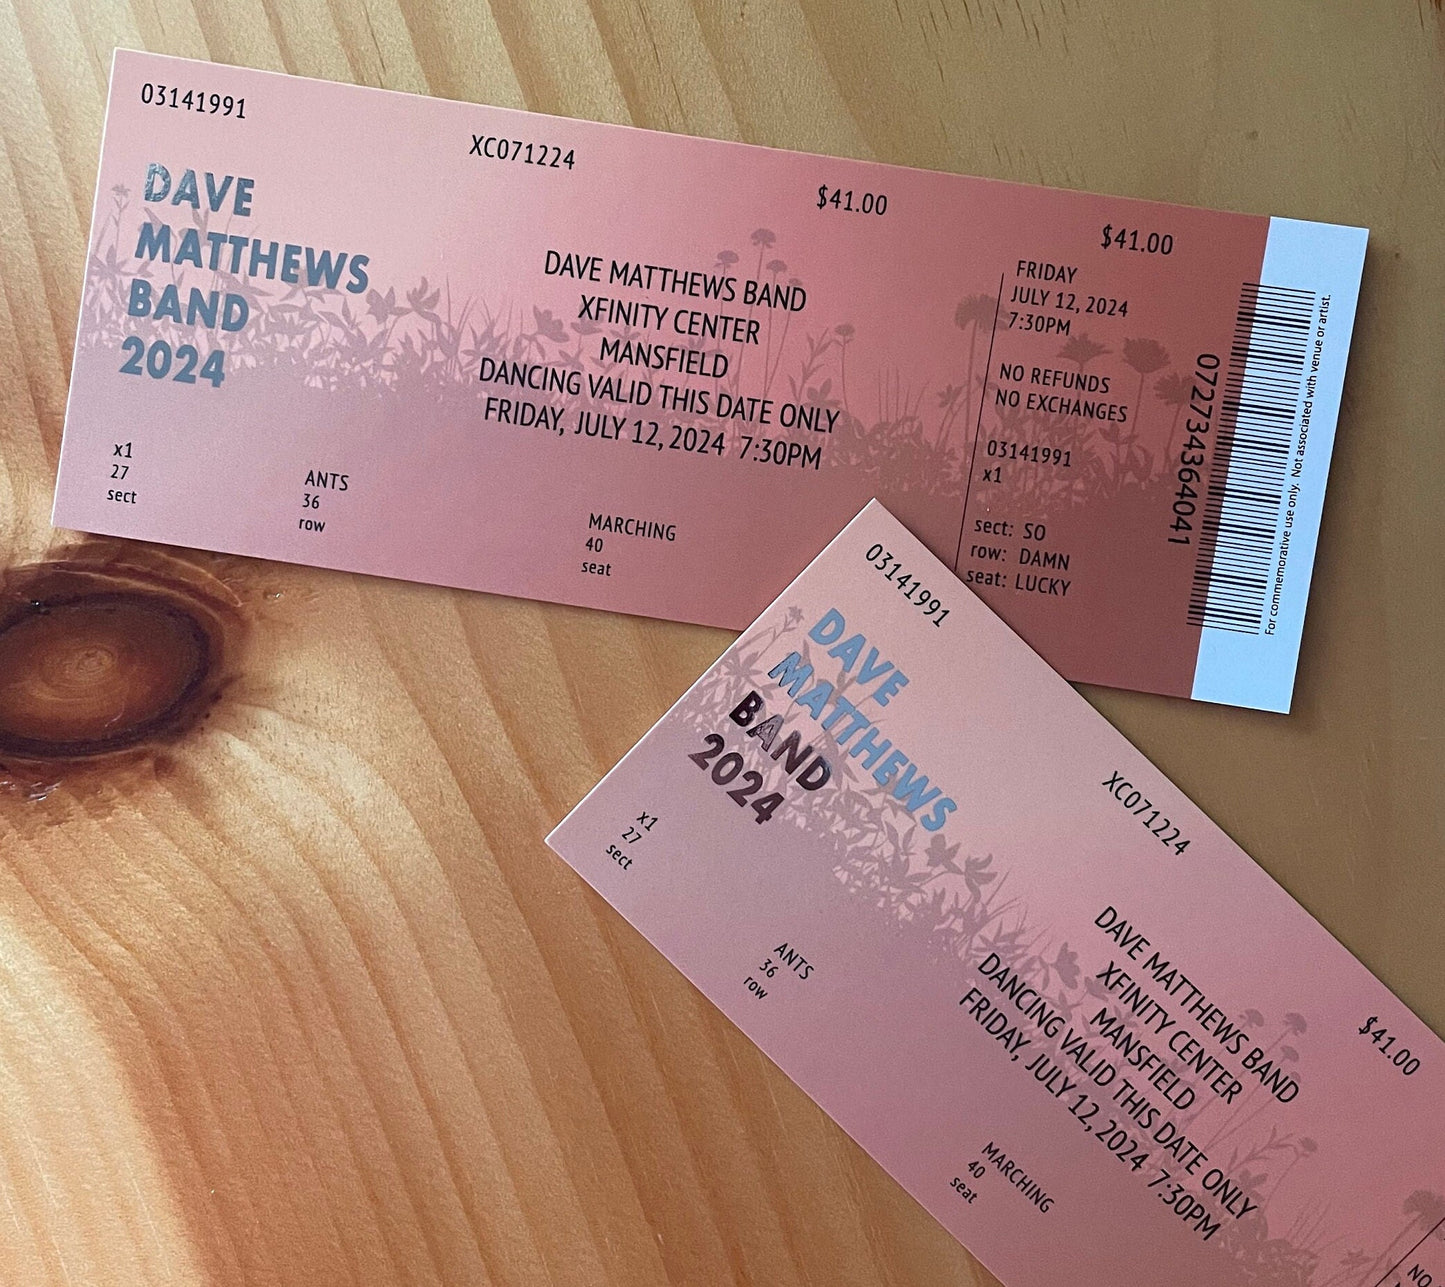 03141991
XC071224
$41.00
$41.00
DAVE
MATTHEWS
BAND
2024
DAVE MATTHEWS BAND
XFINITY CENTER
MANSFIELD
DANCING VALID THIS DATE ONLY
FRIDAY, JULY 12, 2024 7:30PM
x1
27
sect
ANTS
36
row
MARCHING
40
seat
FRIDAY
JULY 12, 2024
7:30PM
NO REFUNDS
NO EXCHANGES
03141991
x1
sect: SO
row: DAMN
seat: LUCKY
072734364041
For commemorative use only. Not associated with venue or artist.
03141991
XC071224
$41.00
DAVE
MATTHEWS
BAND
2024
DAVE MATTHEWS BAND
XFINITY CENTER
MANSFIELD
DANCING VALID THIS DATE ONLY
FRIDAY, JULY 12, 2024 7:30PM
x1
27
sect
ANTS
36
row
MARCHING
40
seat
NO